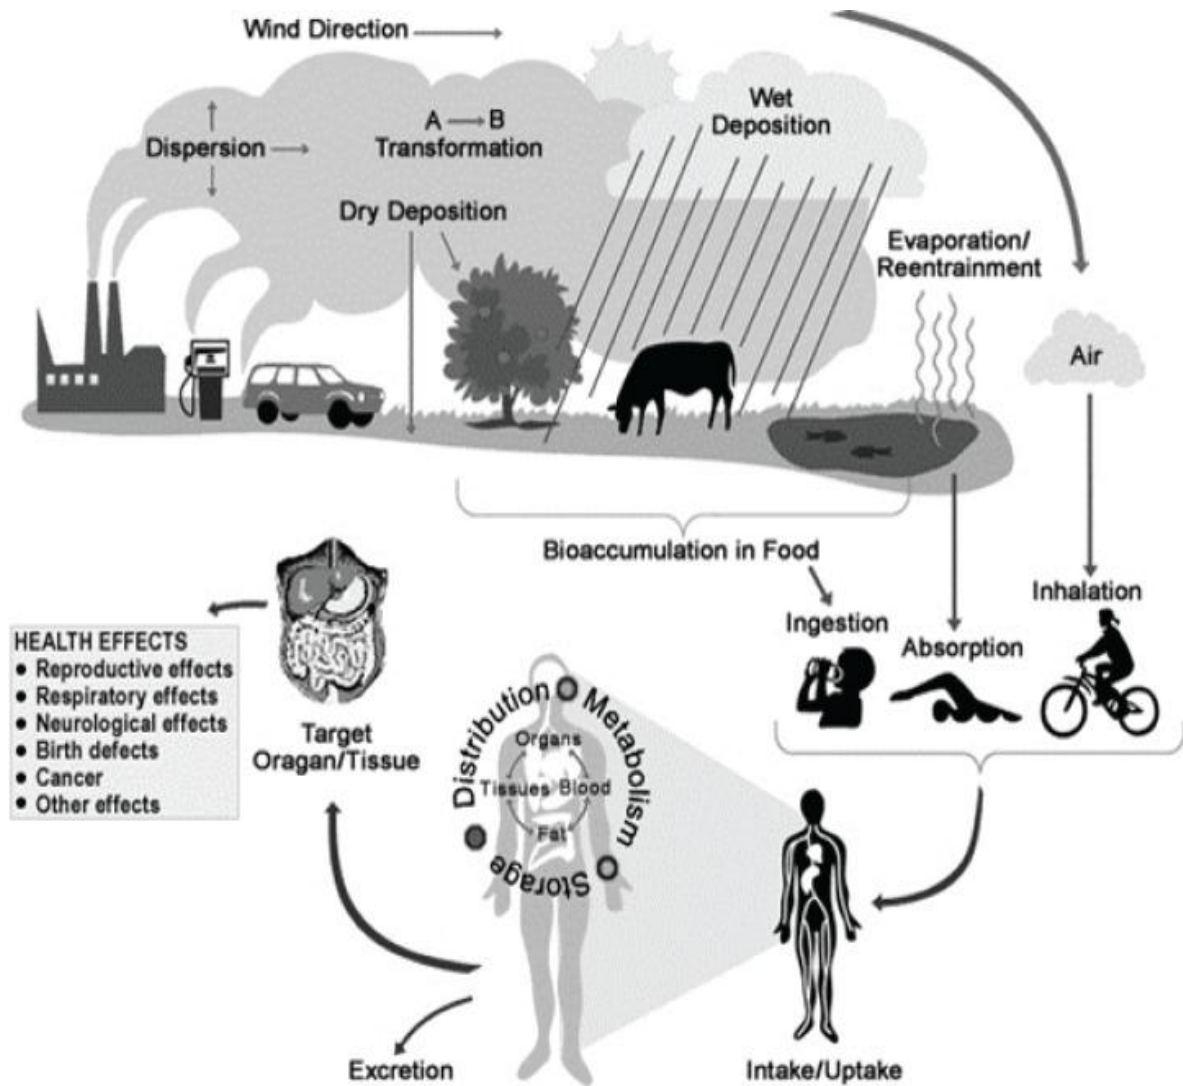 Wind Direction
A B
Dispersion
Transformation
Wet
Deposition
Dry Deposition
Evaporation/
Reentrainment
Air
Bioaccumulation in Food
Ingestion
Absorption
Inhalation
HEALTH EFFECTS
• Reproductive effects
• Respiratory effects
• Neurological effects
• Birth defects
• Cancer
• Other effects
Target
Oragan/Tissue
Distribution
Metabolism
Storage
Organs
Tissues
Blood
Fat
Excretion
Intake/Uptake